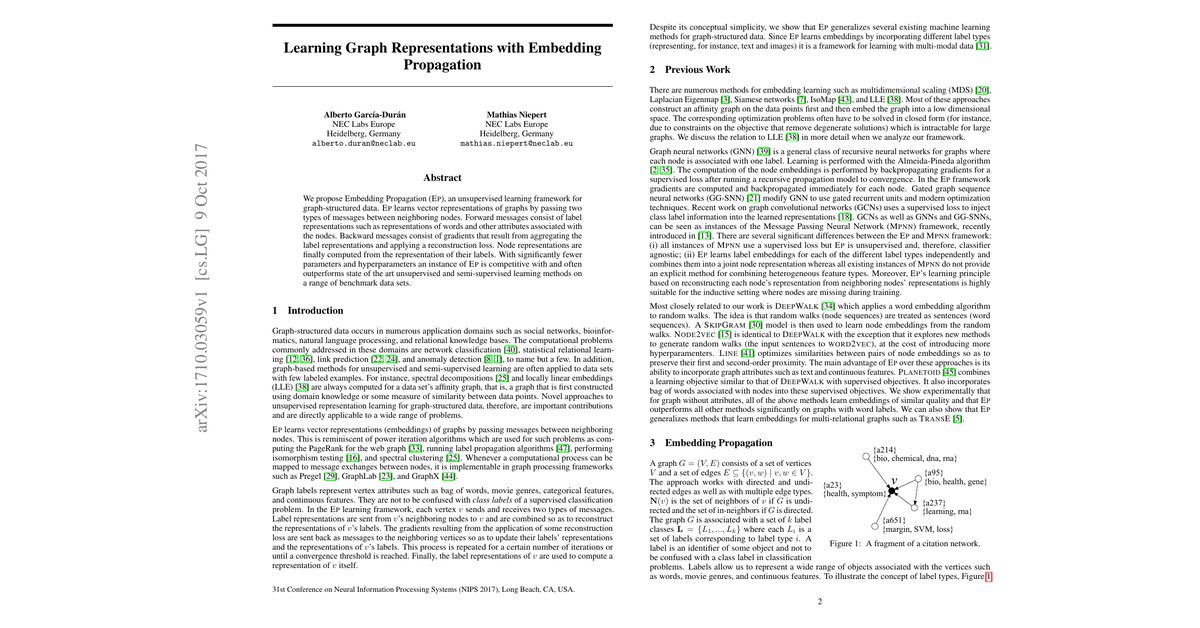 arXiv:1710.03059v1 [cs.LG] 9 Oct 2017
Learning Graph Representations with Embedding
Propagation
Alberto García-Durán
NEC Labs Europe
Heidelberg, Germany
alberto.duran@neclab.eu
Mathias Niepert
NEC Labs Europe
Heidelberg, Germany
mathias.niepert@neclab.eu
Abstract
We propose Embedding Propagation (EP), an unsupervised learning framework for
graph-structured data. EP learns vector representations of graphs by passing two
types of messages between neighboring nodes. Forward messages consist of label
representations such as representations of words and other attributes associated with
the nodes. Backward messages consist of gradients that result from aggregating the
label representations and applying a reconstruction loss. Node representations are
finally computed from the representation of their labels. With significantly fewer
parameters and hyperparameters an instance of EP is competitive with and often
outperforms state of the art unsupervised and semi-supervised learning methods on
a range of benchmark data sets.
1 Introduction
Graph-structured data occurs in numerous application domains such as social networks, bioinfor-
matics, natural language processing, and relational knowledge bases. The computational problems
commonly addressed in these domains are network classification [40], statistical relational learn-
ing [12, 36], link prediction [22, 24], and anomaly detection [8, 1], to name but a few. In addition,
graph-based methods for unsupervised and semi-supervised learning are often applied to data sets
with few labeled examples. For instance, spectral decompositions [25] and locally linear embeddings
(LLE) [38] are always computed for a data set's affinity graph, that is, a graph that is first constructed
using domain knowledge or some measure of similarity between data points. Novel approaches to
unsupervised representation learning for graph-structured data, therefore, are important contributions
and are directly applicable to a wide range of problems.
EP learns vector representations (embeddings) of graphs by passing messages between neighboring
nodes. This is reminiscent of power iteration algorithms which are used for such problems as com-
puting the PageRank for the web graph [33], running label propagation algorithms [47], performing
isomorphism testing [16], and spectral clustering [25]. Whenever a computational process can be
mapped to message exchanges between nodes, it is implementable in graph processing frameworks
such as Pregel [29], GraphLab [23], and GraphX [44].
Graph labels represent vertex attributes such as bag of words, movie genres, categorical features,
and continuous features. They are not to be confused with class labels of a supervised classification
problem. In the EP learning framework, each vertex v sends and receives two types of messages.
Label representations are sent from v's neighboring nodes to v and are combined so as to reconstruct
the representations of v's labels. The gradients resulting from the application of some reconstruction
loss are sent back as messages to the neighboring vertices so as to update their labels' representations
and the representations of v's labels. This process is repeated for a certain number of iterations or
until a convergence threshold is reached. Finally, the label representations of v are used to compute a
representation of v itself.
31st Conference on Neural Information Processing Systems (NIPS 2017), Long Beach, CA, USA.
Despite its conceptual simplicity, we show that EP generalizes several existing machine learning
methods for graph-structured data. Since EP learns embeddings by incorporating different label types
(representing, for instance, text and images) it is a framework for learning with multi-modal data [31].
2 Previous Work
There are numerous methods for embedding learning such as multidimensional scaling (MDS) [20],
Laplacian Eigenmap [3], Siamese networks [7], IsoMap [43], and LLE [38]. Most of these approaches
construct an affinity graph on the data points first and then embed the graph into a low dimensional
space. The corresponding optimization problems often have to be solved in closed form (for instance,
due to constraints on the objective that remove degenerate solutions) which is intractable for large
graphs. We discuss the relation to LLE [38] in more detail when we analyze our framework.
Graph neural networks (GNN) [39] is a general class of recursive neural networks for graphs where
each node is associated with one label. Learning is performed with the Almeida-Pineda algorithm
[2, 35]. The computation of the node embeddings is performed by backpropagating gradients for a
supervised loss after running a recursive propagation model to convergence. In the EP framework
gradients are computed and backpropagated immediately for each node. Gated graph sequence
neural networks (GG-SNN) [21] modify GNN to use gated recurrent units and modern optimization
techniques. Recent work on graph convolutional networks (GCNs) uses a supervised loss to inject
class label information into the learned representations [18]. GCNs as well as GNNs and GG-SNNs,
can be seen as instances of the Message Passing Neural Network (MPNN) framework, recently
introduced in [13]. There are several significant differences between the EP and MPNN framework:
(i) all instances of MPNN use a supervised loss but EP is unsupervised and, therefore, classifier
agnostic; (ii) EP learns label embeddings for each of the different label types independently and
combines them into a joint node representation whereas all existing instances of MPNN do not provide
an explicit method for combining heterogeneous feature types. Moreover, EP's learning principle
based on reconstructing each node's representation from neighboring nodes' representations is highly
suitable for the inductive setting where nodes are missing during training.
Most closely related to our work is DEEPWALK [34] which applies a word embedding algorithm
to random walks. The idea is that random walks (node sequences) are treated as sentences (word
sequences). A SKIPGRAM [30] model is then used to learn node embeddings from the random
walks. NODE2VEC [15] is identical to DEEPWALK with the exception that it explores new methods
to generate random walks (the input sentences to WORD2VEC), at the cost of introducing more
hyperparamenters. LINE [41] optimizes similarities between pairs of node embeddings so as to
preserve their first and second-order proximity. The main advantage of EP over these approaches is its
ability to incorporate graph attributes such as text and continuous features. PLANETOID [45] combines
a learning objective similar to that of DEEPWALK with supervised objectives. It also incorporates
bag of words associated with nodes into these supervised objectives. We show experimentally that
for graph without attributes, all of the above methods learn embeddings of similar quality and that EP
outperforms all other methods significantly on graphs with word labels. We can also show that EP
generalizes methods that learn embeddings for multi-relational graphs such as TRANSE [5].
3 Embedding Propagation
A graph G = (V, E) consists of a set of vertices
V and a set of edges E ⊆ {(v, w) | v, w ∈ V}.
The approach works with directed and undi-
rected edges as well as with multiple edge types.
N(v) is the set of neighbors of v if G is undi-
rected and the set of in-neighbors if G is directed.
The graph G is associated with a set of k label
classes L = {L1, ..., Lk} where each Li is a
set of labels corresponding to label type i. A
label is an identifier of some object and not to
be confused with a class label in classification
{a214}
{bio, chemical, dna, rna}
{a23}
{health, symptom}
v
{a95}
{bio, health, gene}
{a237}
{learning, rna}
{a651}
{margin, SVM, loss}
Figure 1: A fragment of a citation network.
problems. Labels allow us to represent a wide range of objects associated with the vertices such
as words, movie genres, and continuous features. To illustrate the concept of label types, Figure 1
2